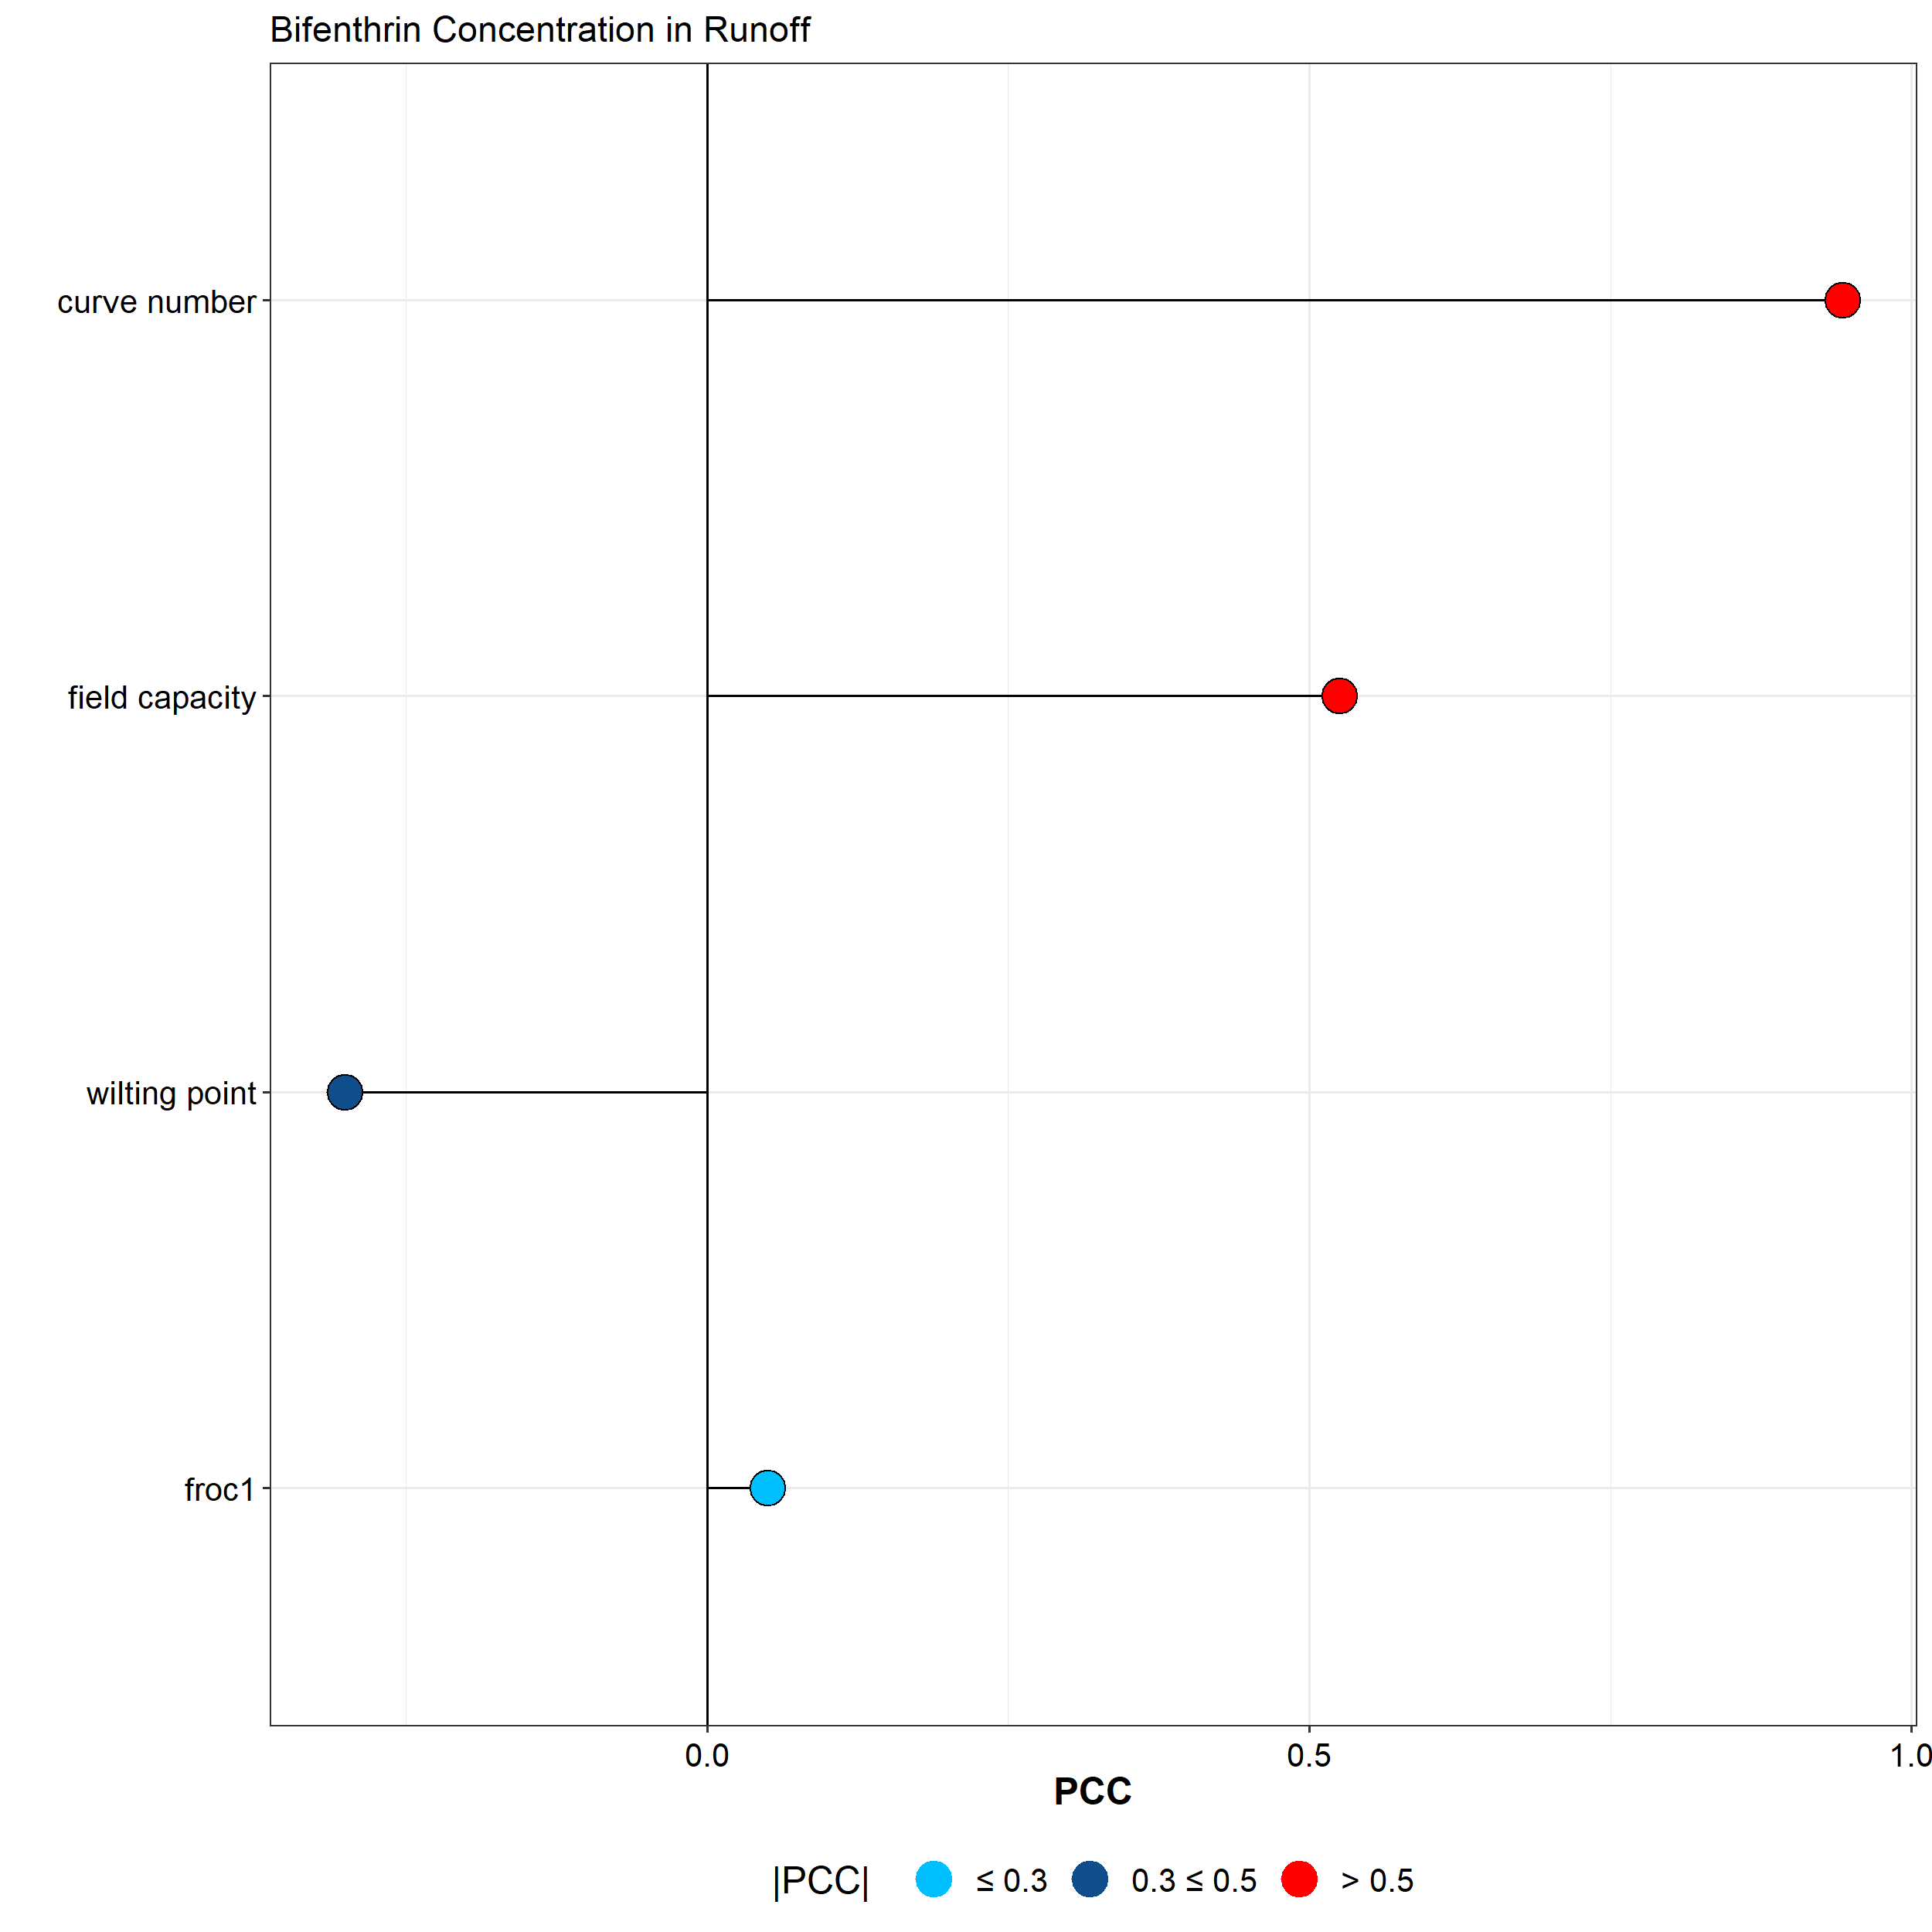 Bifenthrin Concentration in Runoff
curve number
field capacity
wilting point
froc1
0.0 0.5 1.0
PCC
|PCC| ≤ 0.3 0.3 ≤ 0.5 > 0.5